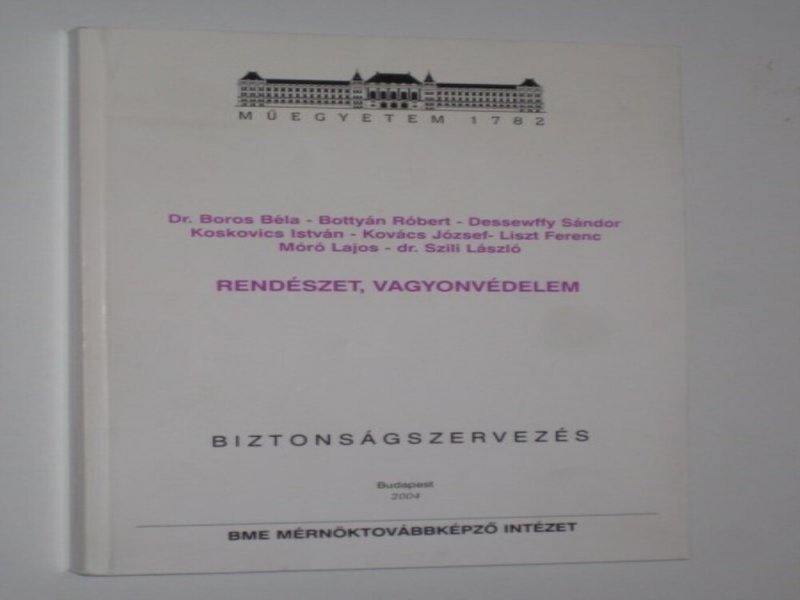 MŰEGYETEM 1782
Dr. Boros Béla - Bottyán Róbert - Dessewffy Sándor
Koskovics István - Kovács József- Liszt Ferenc
Móró Lajos - dr. Szili László
RENDÉSZET, VAGYONVÉDELEM
BIZTONSÁGSZERVEZÉS
Budapest
2004
BME MÉRNÖKTOVÁBBKÉPZŐ INTÉZET